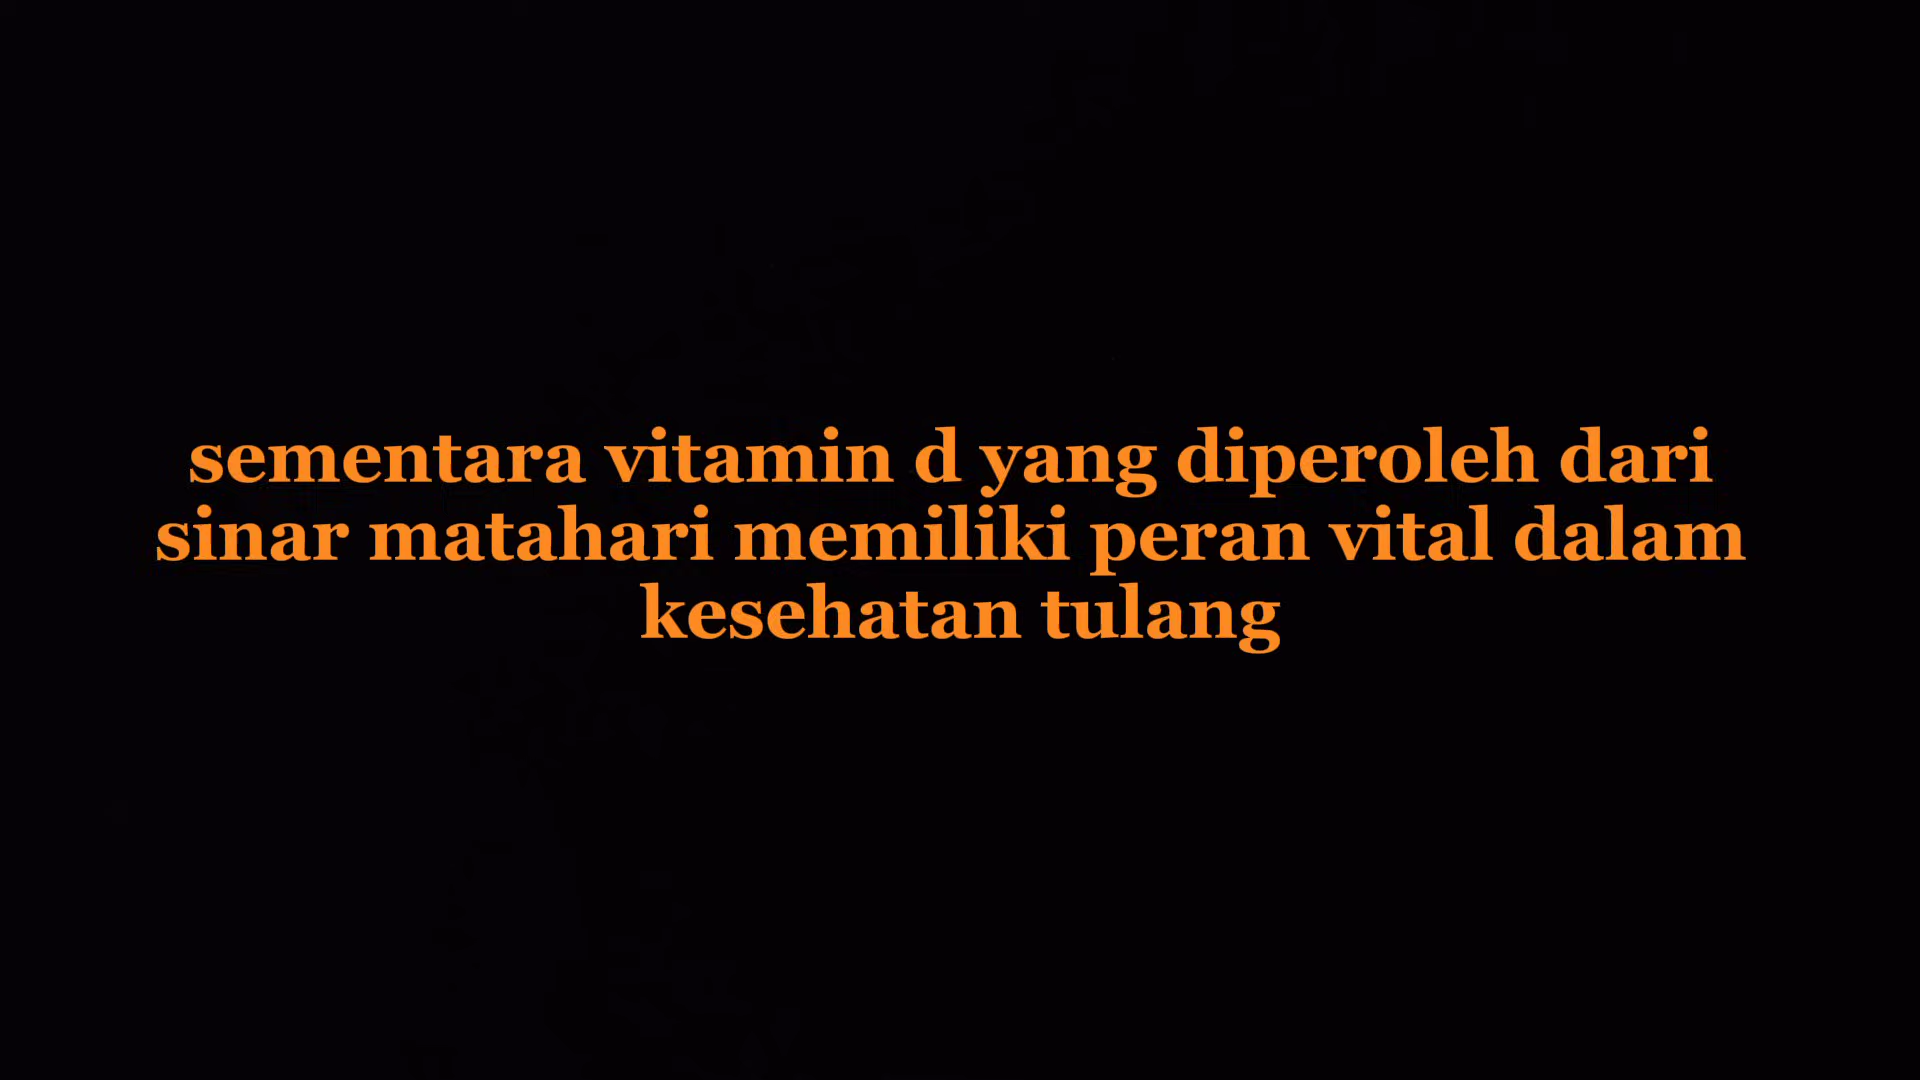 sementara vitamin d yang diperoleh dari
sinar matahari memiliki peran vital dalam
kesehatan tulang